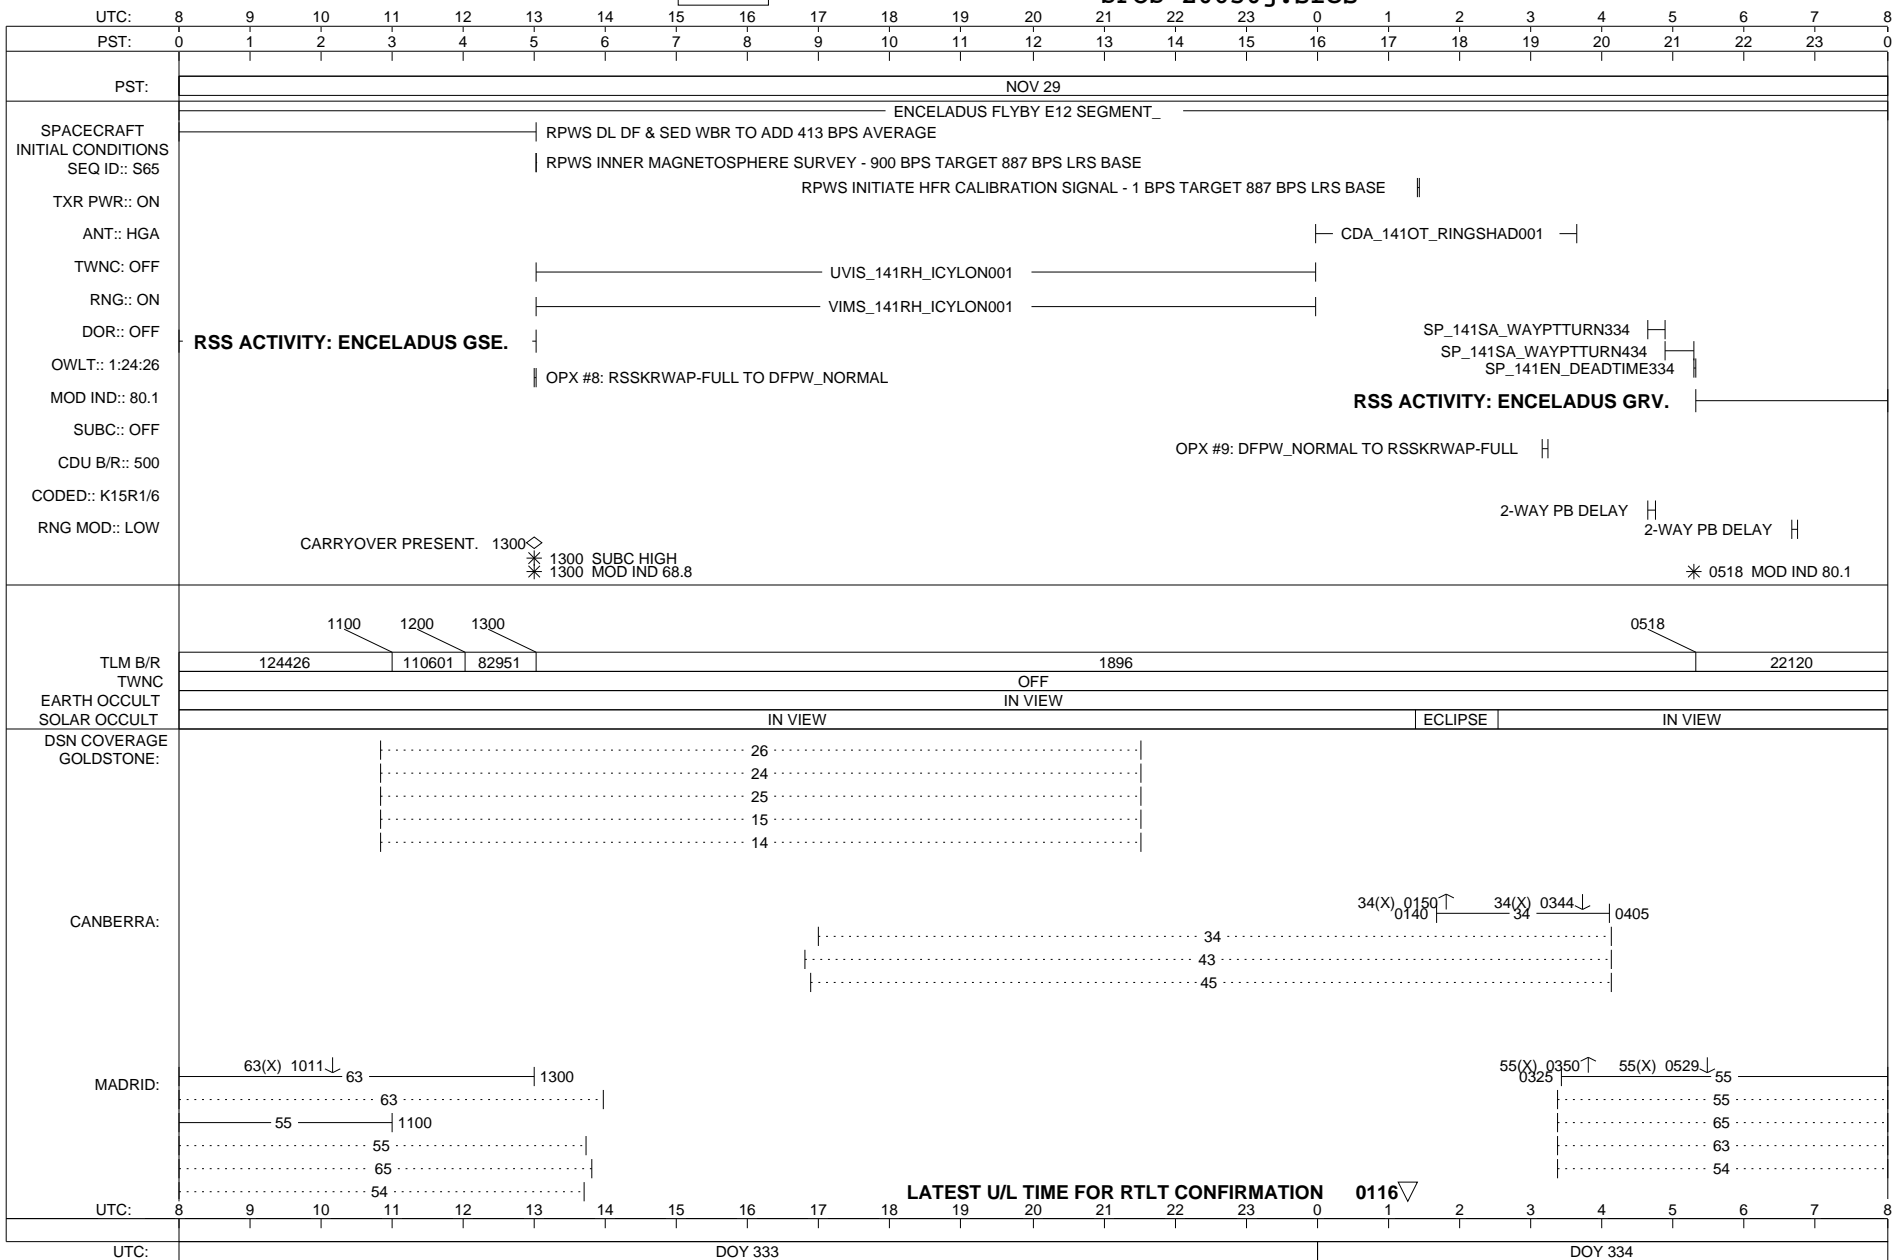 UTC: 8 9 10 11 12 13 14 15 16 17 18 19 20 21 22 23 0 1 2 3 4 5 6 7 8
PST: 0 1 2 3 4 5 6 7 8 9 10 11 12 13 14 15 16 17 18 19 20 21 22 23 0
PST: NOV 29
ENCELADUS FLYBY E12 SEGMENT_
SPACECRAFT
INITIAL CONDITIONS
RPWS DL DF & SED WBR TO ADD 413 BPS AVERAGE
SEQ ID:: S65
RPWS INNER MAGNETOSPHERE SURVEY - 900 BPS TARGET 887 BPS LRS BASE
RPWS INITIATE HFR CALIBRATION SIGNAL - 1 BPS TARGET 887 BPS LRS BASE
TXR PWR:: ON
ANT:: HGA
CDA_141OT_RINGSHAD001
TWNC: OFF
UVIS_141RH_ICYLON001
RNG:: ON
VIMS_141RH_ICYLON001
DOR:: OFF
SP_141SA_WAYPTTURN334
RSS ACTIVITY: ENCELADUS GSE.
SP_141SA_WAYPTTURN434
OWLT:: 1:24:26
SP_141EN_DEADTIME334
OPX #8: RSSKRWAP-FULL TO DFPW_NORMAL
MOD IND:: 80.1
RSS ACTIVITY: ENCELADUS GRV.
SUBC:: OFF
OPX #9: DFPW_NORMAL TO RSSKRWAP-FULL
CDU B/R:: 500
CODED:: K15R1/6
2-WAY PB DELAY
RNG MOD:: LOW
2-WAY PB DELAY
CARRYOVER PRESENT. 1300
1300 SUBC HIGH
1300 MOD IND 68.8
0518 MOD IND 80.1
1100 1200 1300 0518
TLM B/R 124426 110601 82951 1896 22120
TWNC OFF
EARTH OCCULT IN VIEW
SOLAR OCCULT IN VIEW ECLIPSE IN VIEW
DSN COVERAGE
GOLDSTONE:
26
24
25
15
14
CANBERRA:
34(X) 0150 34(X) 0344
0140 34 0405
34
43
45
MADRID:
63(X) 1011 55(X) 0350 55(X) 0529
63 1300 0325 55
63 55
55 1100 65
55 63
65 54
54
LATEST U/L TIME FOR RTLT CONFIRMATION 0116
UTC: 8 9 10 11 12 13 14 15 16 17 18 19 20 21 22 23 0 1 2 3 4 5 6 7 8
UTC: DOY 333 DOY 334